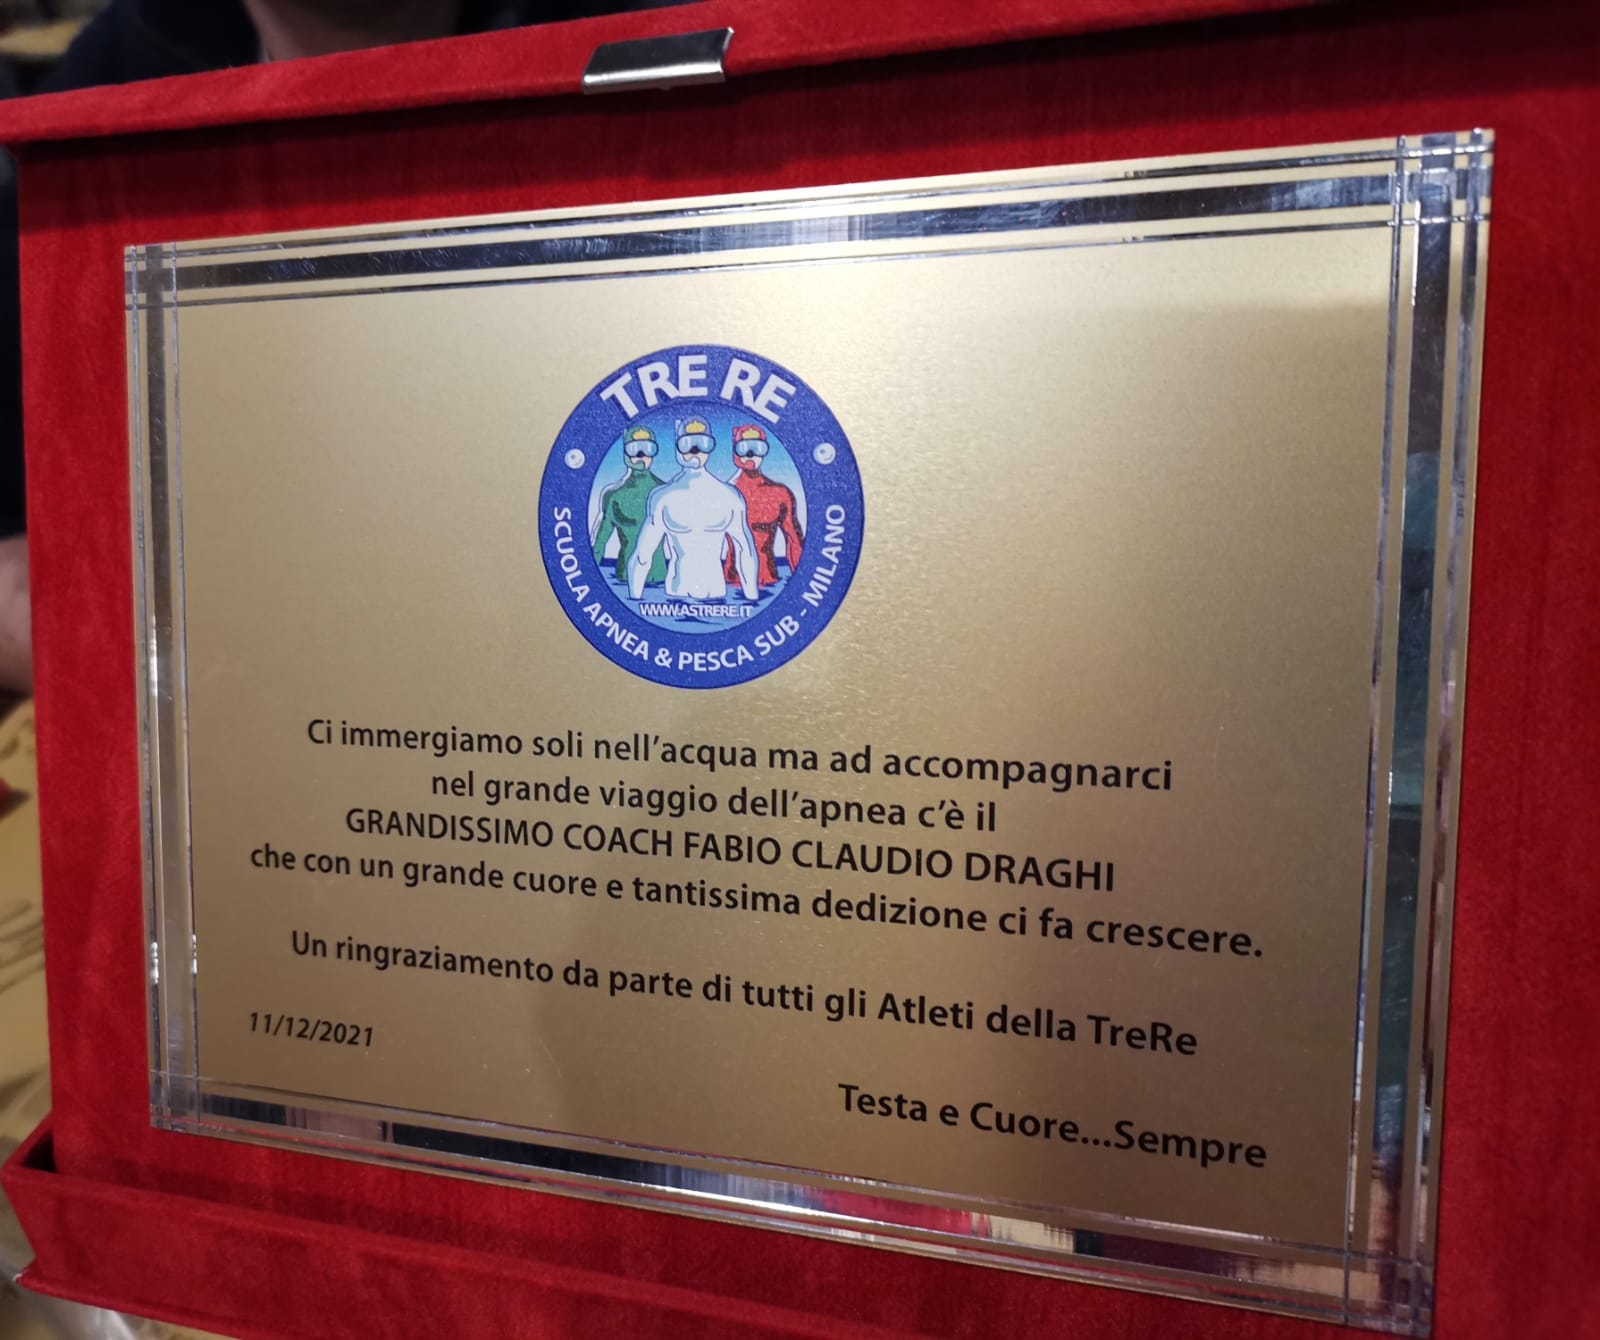 TRE RE
WWW.ASTRERE.IT
SCUOLA APNEA & PESCA SUB - MILANO
Ci immergiamo soli nell'acqua ma ad accompagnarci
nel grande viaggio dell'apnea c'è il
GRANDISSIMO COACH FABIO CLAUDIO DRAGHI
che con un grande cuore e tantissima dedizione ci fa crescere.
Un ringraziamento da parte di tutti gli Atleti della TreRe
11/12/2021
Testa e Cuore...Sempre